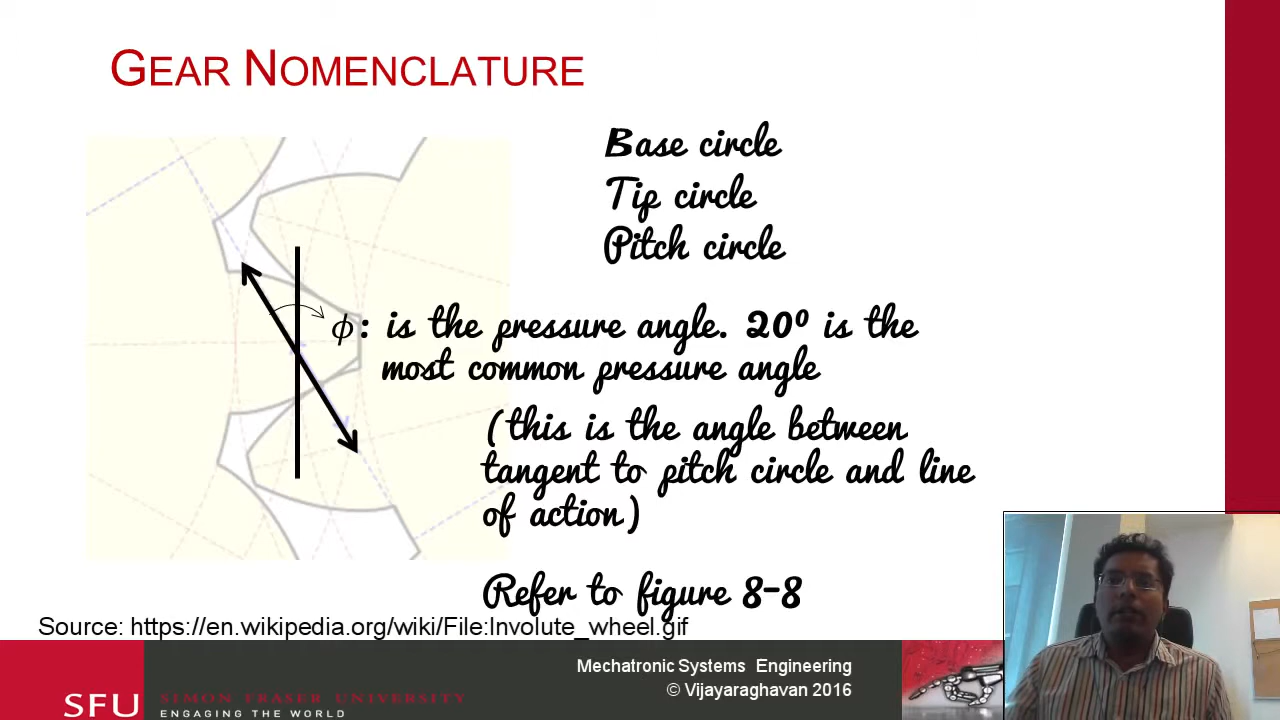 GEAR NOMENCLATURE
Base circle
Tip circle
Pitch circle
ϕ: is the pressure angle. 20⁰ is the
most common pressure angle
(this is the angle between
tangent to pitch circle and line
of action)
Refer to figure 8-8
Source: https://en.wikipedia.org/wiki/File:Involute_wheel.gif
Mechatronic Systems Engineering
© Vijayaraghavan 2016
SFU
SIMON FRASER UNIVERSITY
ENGAGING THE WORLD